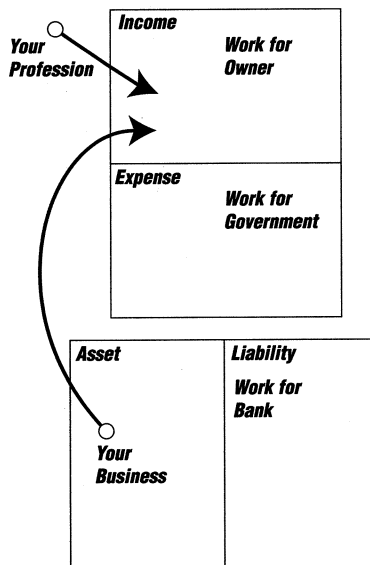 Income
Your
Profession
Work for
Owner
Expense
Work for
Government
Asset
Liability
Work for
Bank
Your
Business